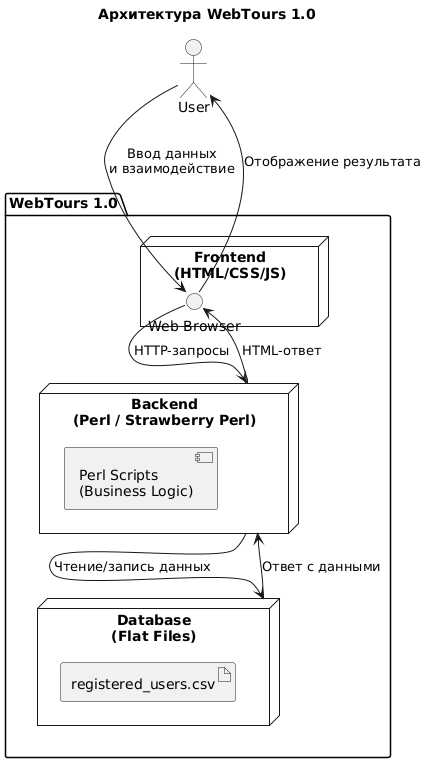 Архитектура WebTours 1.0
User
Ввод данных
и взаимодействие
Отображение результата
WebTours 1.0
Frontend
(HTML/CSS/JS)
Web Browser
HTTP-запросы
HTML-ответ
Backend
(Perl / Strawberry Perl)
Perl Scripts
(Business Logic)
Чтение/запись данных
Ответ с данными
Database
(Flat Files)
registered_users.csv